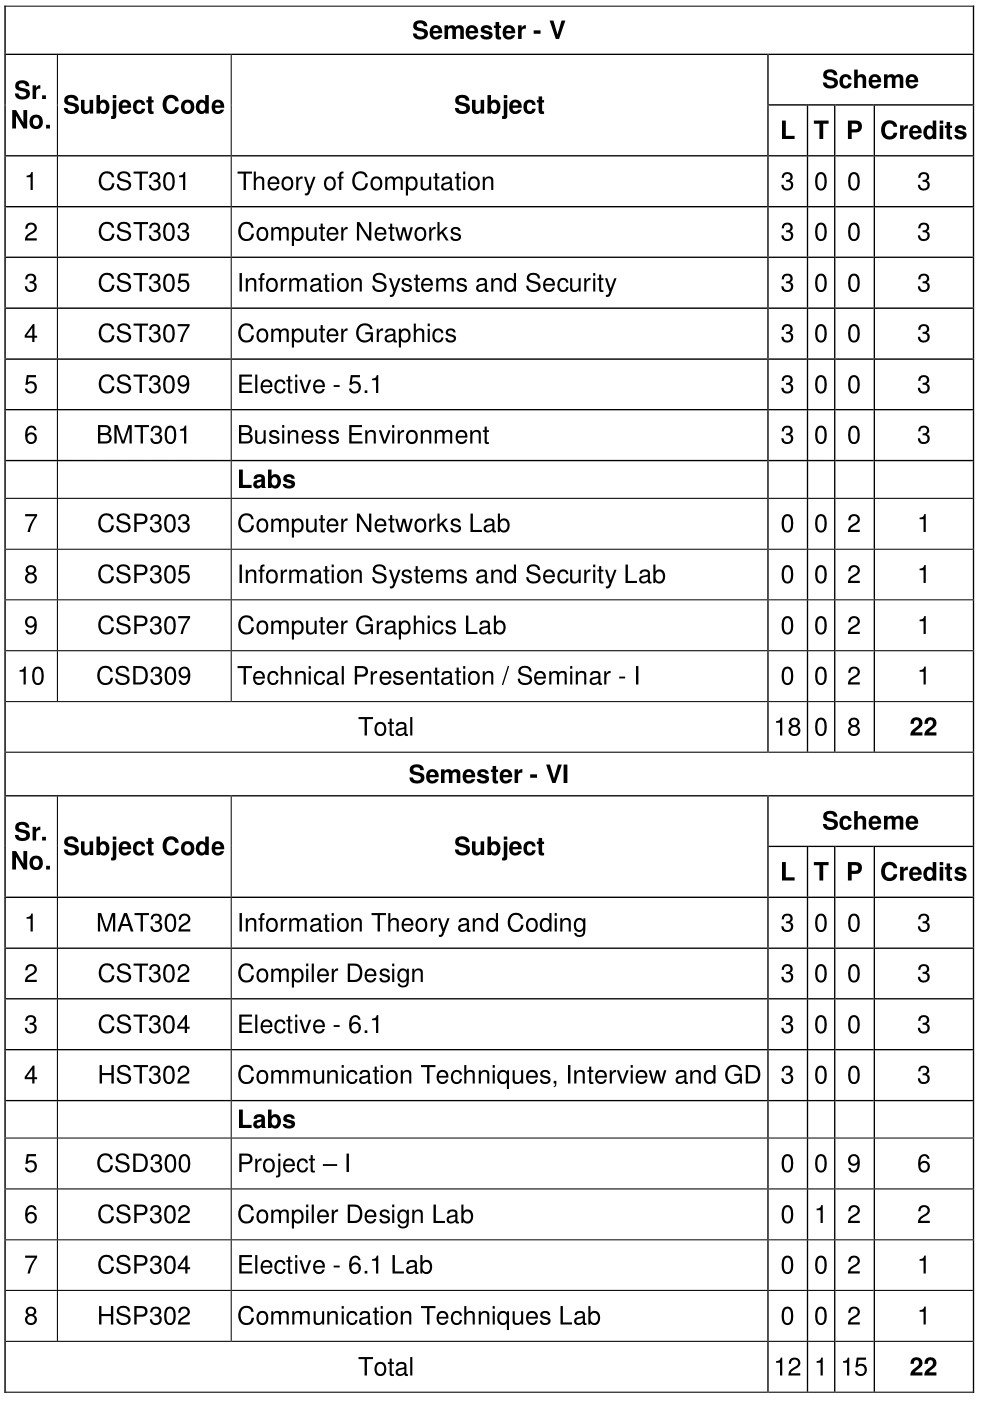 Semester - V
Sr. No. Subject Code Subject Scheme
L T P Credits
1 CST301 Theory of Computation 3 0 0 3
2 CST303 Computer Networks 3 0 0 3
3 CST305 Information Systems and Security 3 0 0 3
4 CST307 Computer Graphics 3 0 0 3
5 CST309 Elective - 5.1 3 0 0 3
6 BMT301 Business Environment 3 0 0 3
Labs
7 CSP303 Computer Networks Lab 0 0 2 1
8 CSP305 Information Systems and Security Lab 0 0 2 1
9 CSP307 Computer Graphics Lab 0 0 2 1
10 CSD309 Technical Presentation / Seminar - I 0 0 2 1
Total 18 0 8 22
Semester - VI
Sr. No. Subject Code Subject Scheme
L T P Credits
1 MAT302 Information Theory and Coding 3 0 0 3
2 CST302 Compiler Design 3 0 0 3
3 CST304 Elective - 6.1 3 0 0 3
4 HST302 Communication Techniques, Interview and GD 3 0 0 3
Labs
5 CSD300 Project – I 0 0 9 6
6 CSP302 Compiler Design Lab 0 1 2 2
7 CSP304 Elective - 6.1 Lab 0 0 2 1
8 HSP302 Communication Techniques Lab 0 0 2 1
Total 12 1 15 22